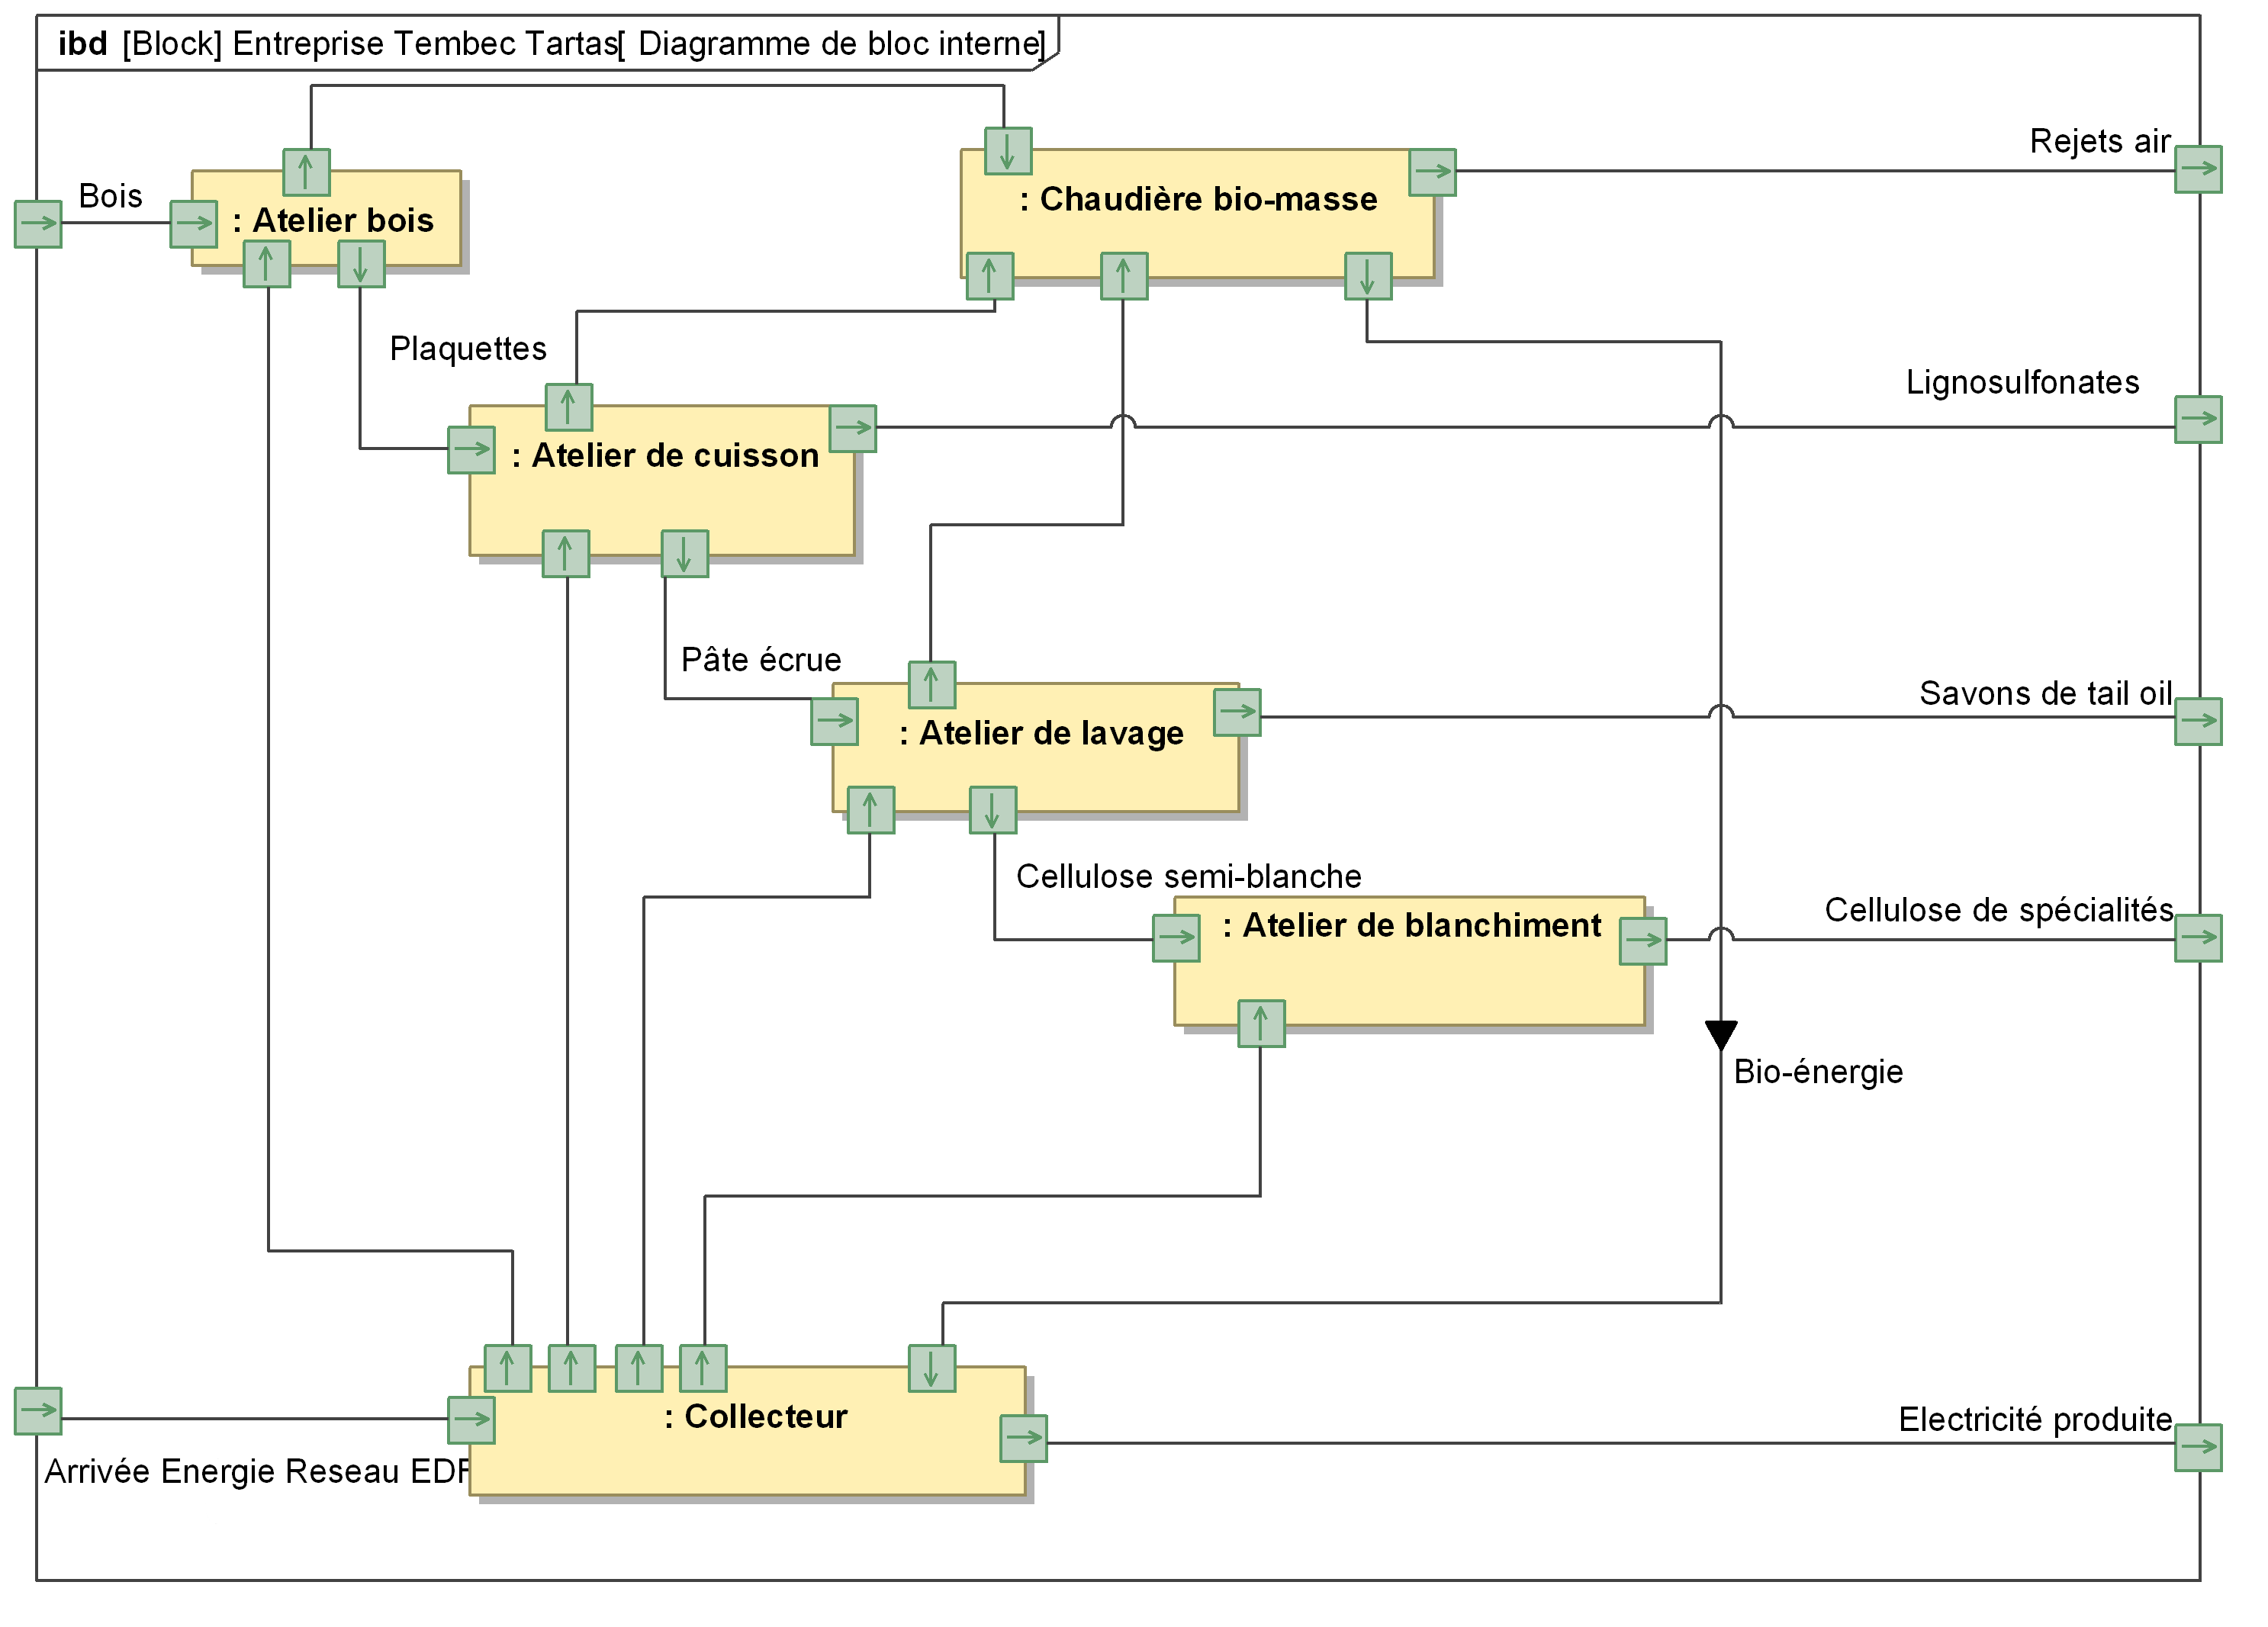 ibd [Block] Entreprise Tembec Tartas[ Diagramme de bloc interne]
Rejets air
Bois
: Atelier bois
: Chaudière bio-masse
Plaquettes
Lignosulfonates
: Atelier de cuisson
Pâte écrue
Savons de tail oil
: Atelier de lavage
Cellulose semi-blanche
: Atelier de blanchiment
Cellulose de spécialités
Bio-énergie
: Collecteur
Electricité produite
Arrivée Energie Reseau EDF